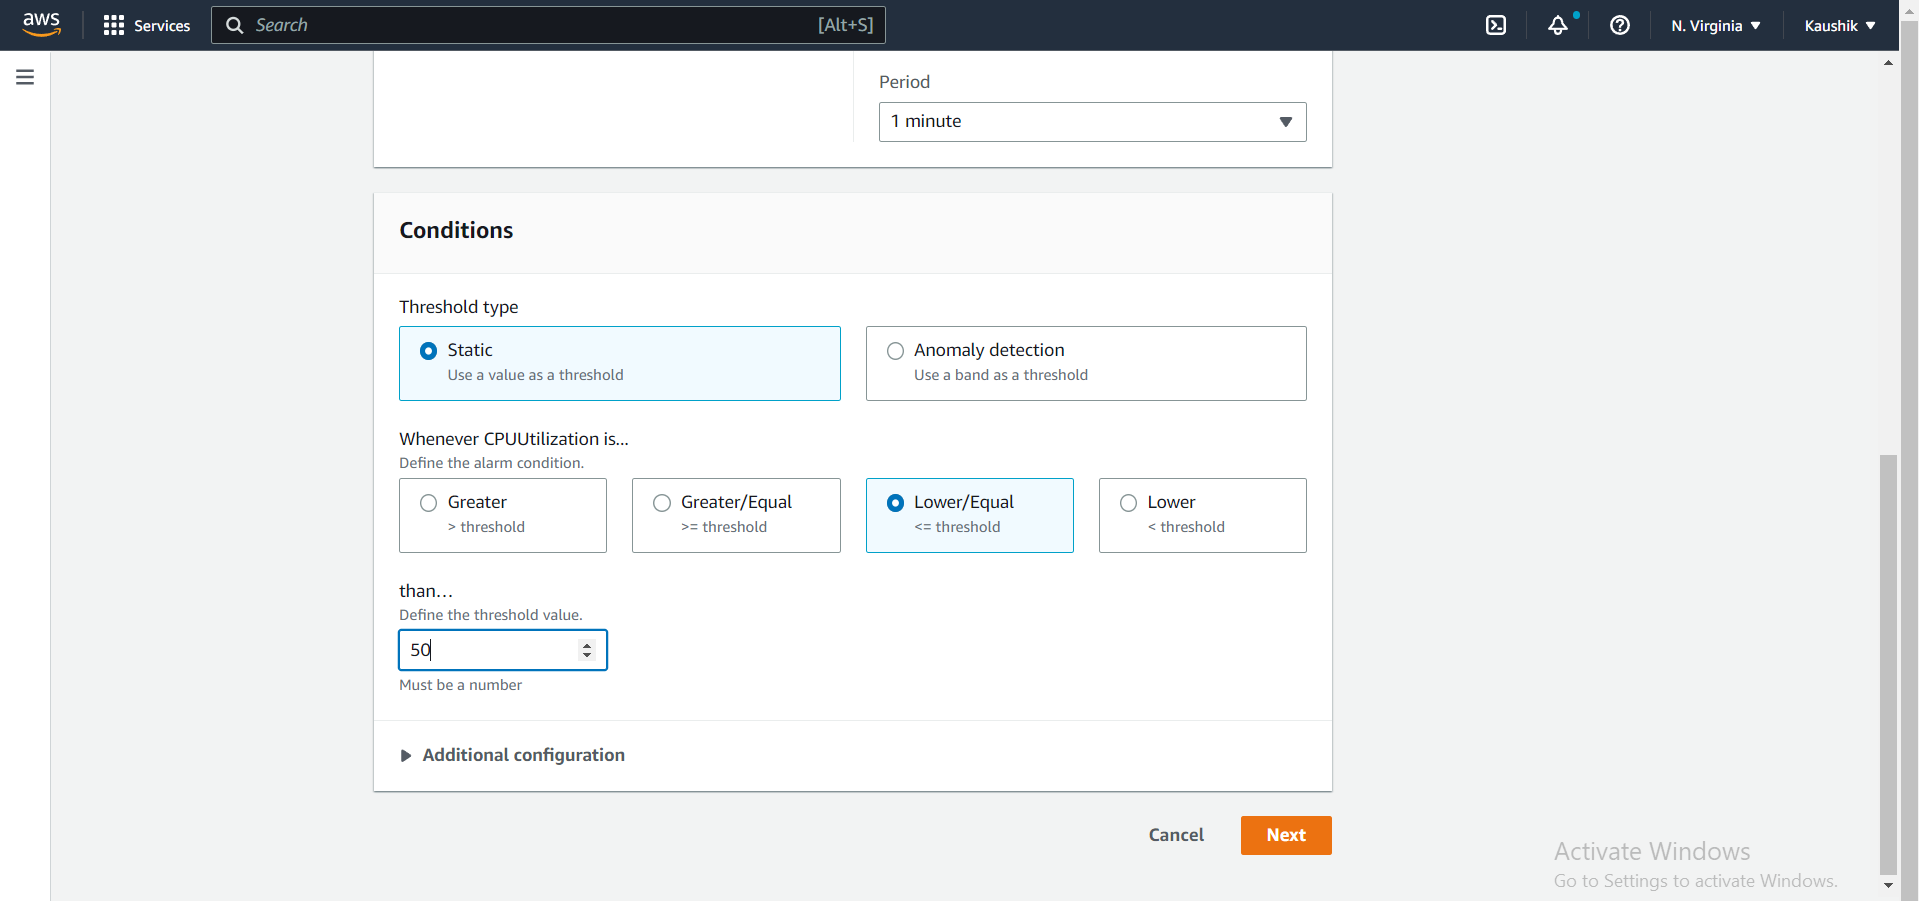 aws Services Search [Alt+S] N. Virginia Kaushik
Period
1 minute
Conditions
Threshold type
Static Anomaly detection
Use a value as a threshold Use a band as a threshold
Whenever CPUUtilization is...
Define the alarm condition.
Greater Greater/Equal Lower/Equal Lower
> threshold >= threshold <= threshold < threshold
than...
Define the threshold value.
50
Must be a number
Additional configuration
Cancel Next
Activate Windows
Go to Settings to activate Windows.